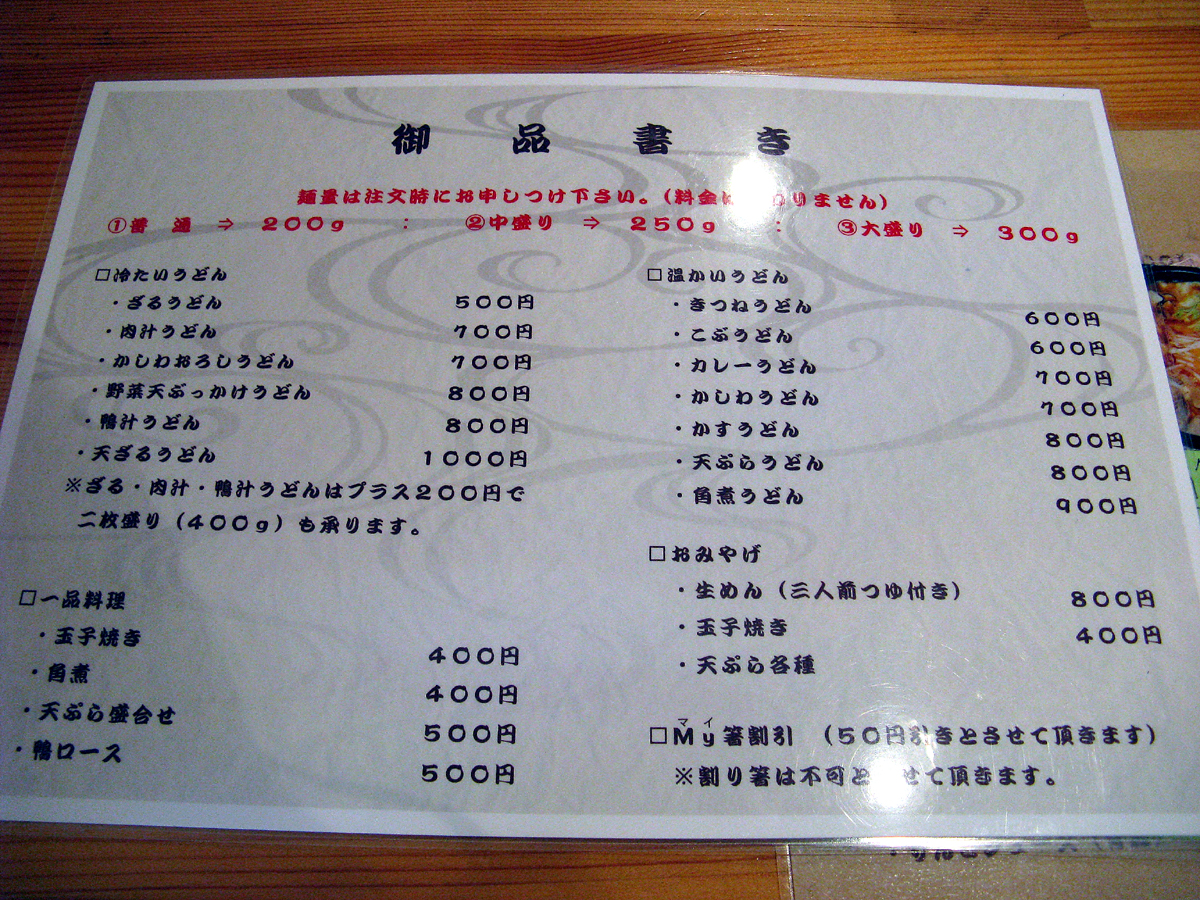 御品書き
麺量は注文時にお申しつけ下さい。(料金は りません)
①普通 ⇒ 200g : ②中盛り ⇒ 250g : ③大盛り ⇒ 300g
□冷たいうどん
・ざるうどん 500円
・肉汁うどん 700円
・かしわおろしうどん 700円
・野菜天ぶっかけうどん 800円
・鴨汁うどん 800円
・天ざるうどん 1000円
※ざる・肉汁・鴨汁うどんはプラス200円で
二枚盛り(400g)も承ります。
□一品料理
・玉子焼き 400円
・角煮 400円
・天ぷら盛合せ 500円
・鴨ロース 500円
□温かいうどん
・きつねうどん 600円
・こぶうどん 600円
・カレーうどん 700円
・かしわうどん 700円
・かすうどん 800円
・天ぷらうどん 800円
・角煮うどん 900円
□おみやげ
・生めん(三人前つゆ付き) 800円
・玉子焼き 400円
・天ぷら各種
マイ
□My箸割引 (50円引きとさせて頂きます)
※割り箸は不可とさせて頂きます。